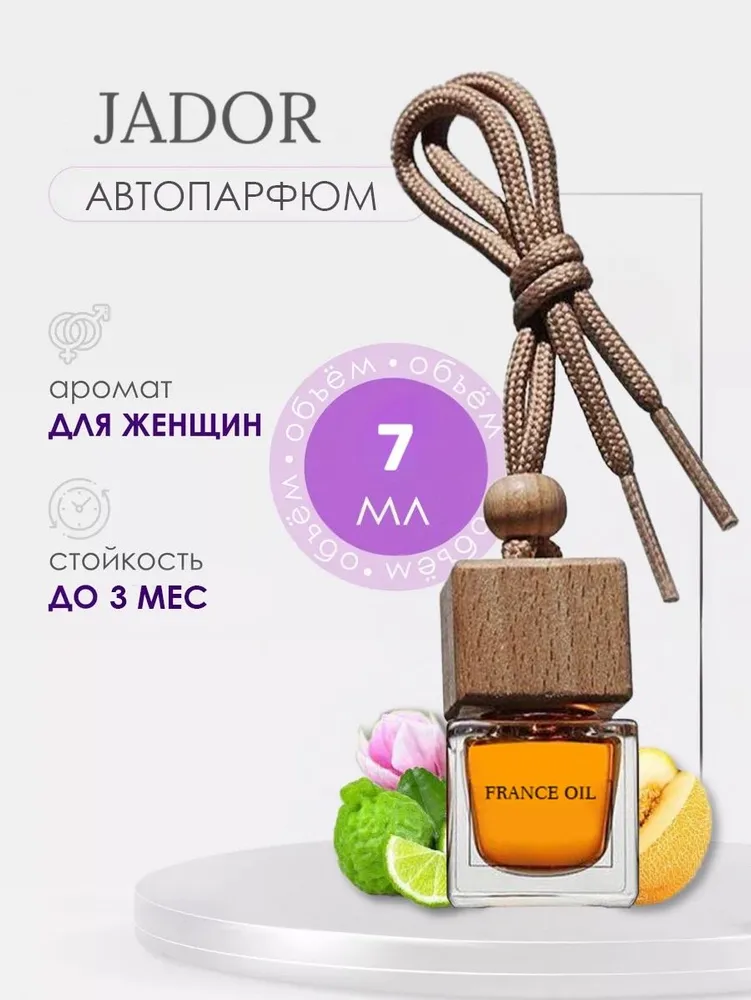 JADOR
АВТОПАРФЮМ
аромат
ДЛЯ ЖЕНЩИН
объём • объём • объём • объём •
7
МЛ
стойкость
ДО 3 МЕС
FRANCE OIL